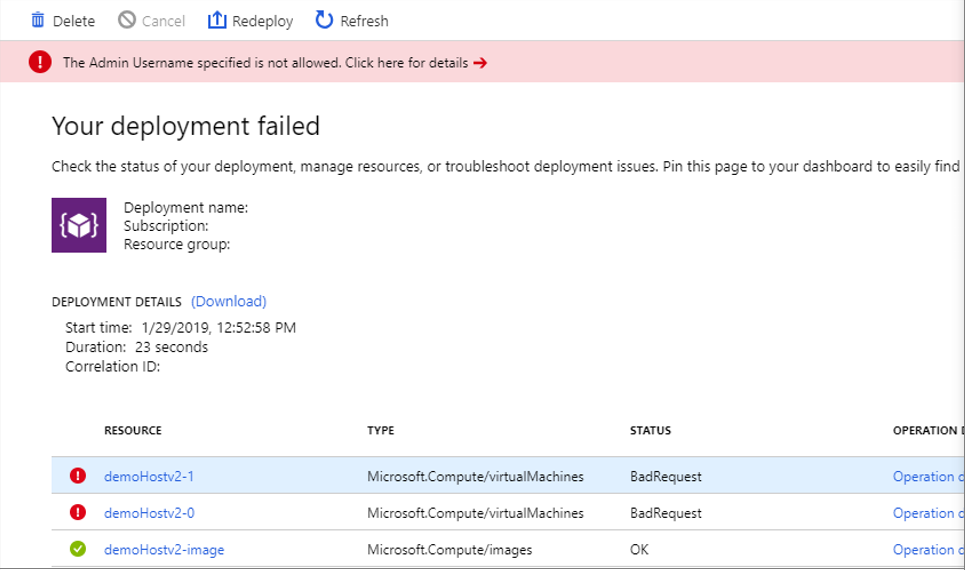 Delete Cancel Redeploy Refresh
The Admin Username specified is not allowed. Click here for details →
Your deployment failed
Check the status of your deployment, manage resources, or troubleshoot deployment issues. Pin this page to your dashboard to easily find
Deployment name:
Subscription:
Resource group:
DEPLOYMENT DETAILS (Download)
Start time: 1/29/2019, 12:52:58 PM
Duration: 23 seconds
Correlation ID:
RESOURCE TYPE STATUS OPERATION
demoHostv2-1 Microsoft.Compute/virtualMachines BadRequest Operation
demoHostv2-0 Microsoft.Compute/virtualMachines BadRequest Operation
demoHostv2-image Microsoft.Compute/images OK Operation